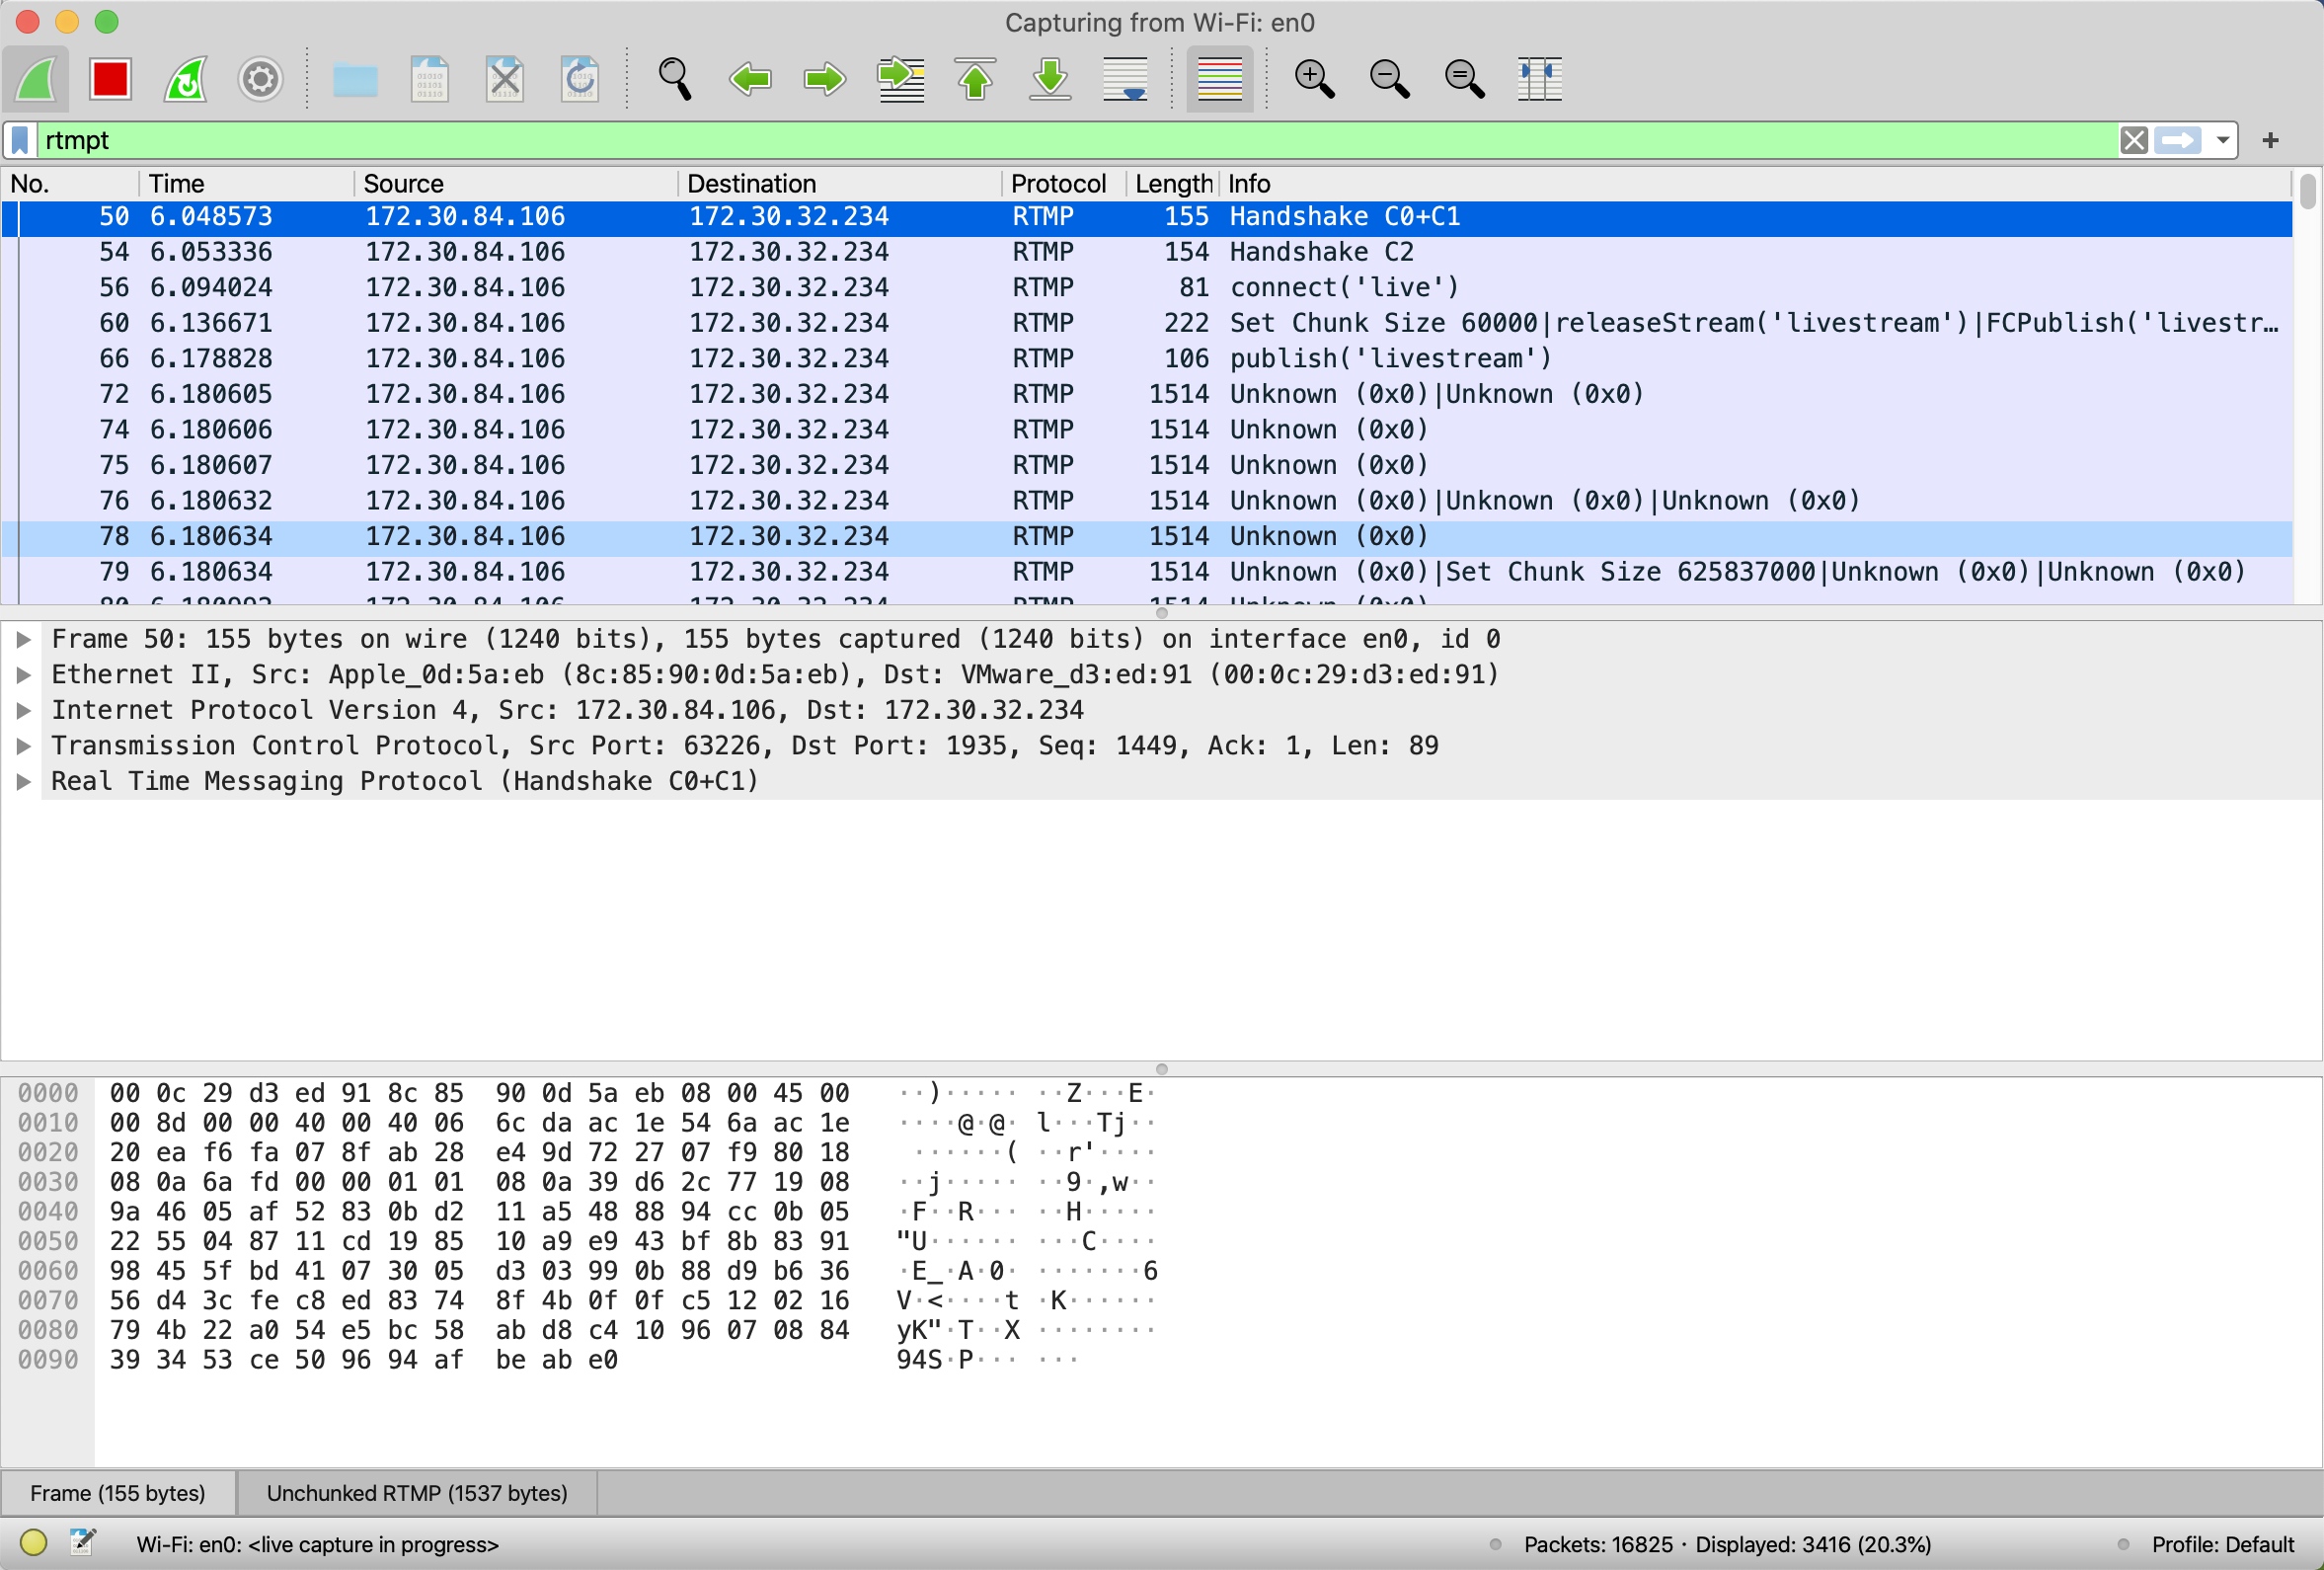 Capturing from Wi-Fi: en0
rtmpt
No. Time Source Destination Protocol Length Info
50 6.048573 172.30.84.106 172.30.32.234 RTMP 155 Handshake C0+C1
54 6.053336 172.30.84.106 172.30.32.234 RTMP 154 Handshake C2
56 6.094024 172.30.84.106 172.30.32.234 RTMP 81 connect('live')
60 6.136671 172.30.84.106 172.30.32.234 RTMP 222 Set Chunk Size 60000|releaseStream('livestream')|FCPublish('livestr…
66 6.178828 172.30.84.106 172.30.32.234 RTMP 106 publish('livestream')
72 6.180605 172.30.84.106 172.30.32.234 RTMP 1514 Unknown (0x0)|Unknown (0x0)
74 6.180606 172.30.84.106 172.30.32.234 RTMP 1514 Unknown (0x0)
75 6.180607 172.30.84.106 172.30.32.234 RTMP 1514 Unknown (0x0)
76 6.180632 172.30.84.106 172.30.32.234 RTMP 1514 Unknown (0x0)|Unknown (0x0)|Unknown (0x0)
78 6.180634 172.30.84.106 172.30.32.234 RTMP 1514 Unknown (0x0)
79 6.180634 172.30.84.106 172.30.32.234 RTMP 1514 Unknown (0x0)|Set Chunk Size 625837000|Unknown (0x0)|Unknown (0x0)
Frame 50: 155 bytes on wire (1240 bits), 155 bytes captured (1240 bits) on interface en0, id 0
Ethernet II, Src: Apple_0d:5a:eb (8c:85:90:0d:5a:eb), Dst: VMware_d3:ed:91 (00:0c:29:d3:ed:91)
Internet Protocol Version 4, Src: 172.30.84.106, Dst: 172.30.32.234
Transmission Control Protocol, Src Port: 63226, Dst Port: 1935, Seq: 1449, Ack: 1, Len: 89
Real Time Messaging Protocol (Handshake C0+C1)
0000 00 0c 29 d3 ed 91 8c 85 90 0d 5a eb 08 00 45 00 ··)····· ··Z···E·
0010 00 8d 00 00 40 00 40 06 6c da ac 1e 54 6a ac 1e ····@·@· l···Tj··
0020 20 ea f6 fa 07 8f ab 28 e4 9d 72 27 07 f9 80 18 ······( ··r'····
0030 08 0a 6a fd 00 00 01 01 08 0a 39 d6 2c 77 19 08 ··j····· ··9·,w··
0040 9a 46 05 af 52 83 0b d2 11 a5 48 88 94 cc 0b 05 ·F··R··· ··H·····
0050 22 55 04 87 11 cd 19 85 10 a9 e9 43 bf 8b 83 91 "U······ ···C····
0060 98 45 5f bd 41 07 30 05 d3 03 99 0b 88 d9 b6 36 ·E_·A·0· ·······6
0070 56 d4 3c fe c8 ed 83 74 8f 4b 0f 0f c5 12 02 16 V·<····t ·K······
0080 79 4b 22 a0 54 e5 bc 58 ab d8 c4 10 96 07 08 84 yK"·T··X ········
0090 39 34 53 ce 50 96 94 af be ab e0 94S·P··· ···
Frame (155 bytes) Unchunked RTMP (1537 bytes)
Wi-Fi: en0: <live capture in progress> Packets: 16825 · Displayed: 3416 (20.3%) Profile: Default